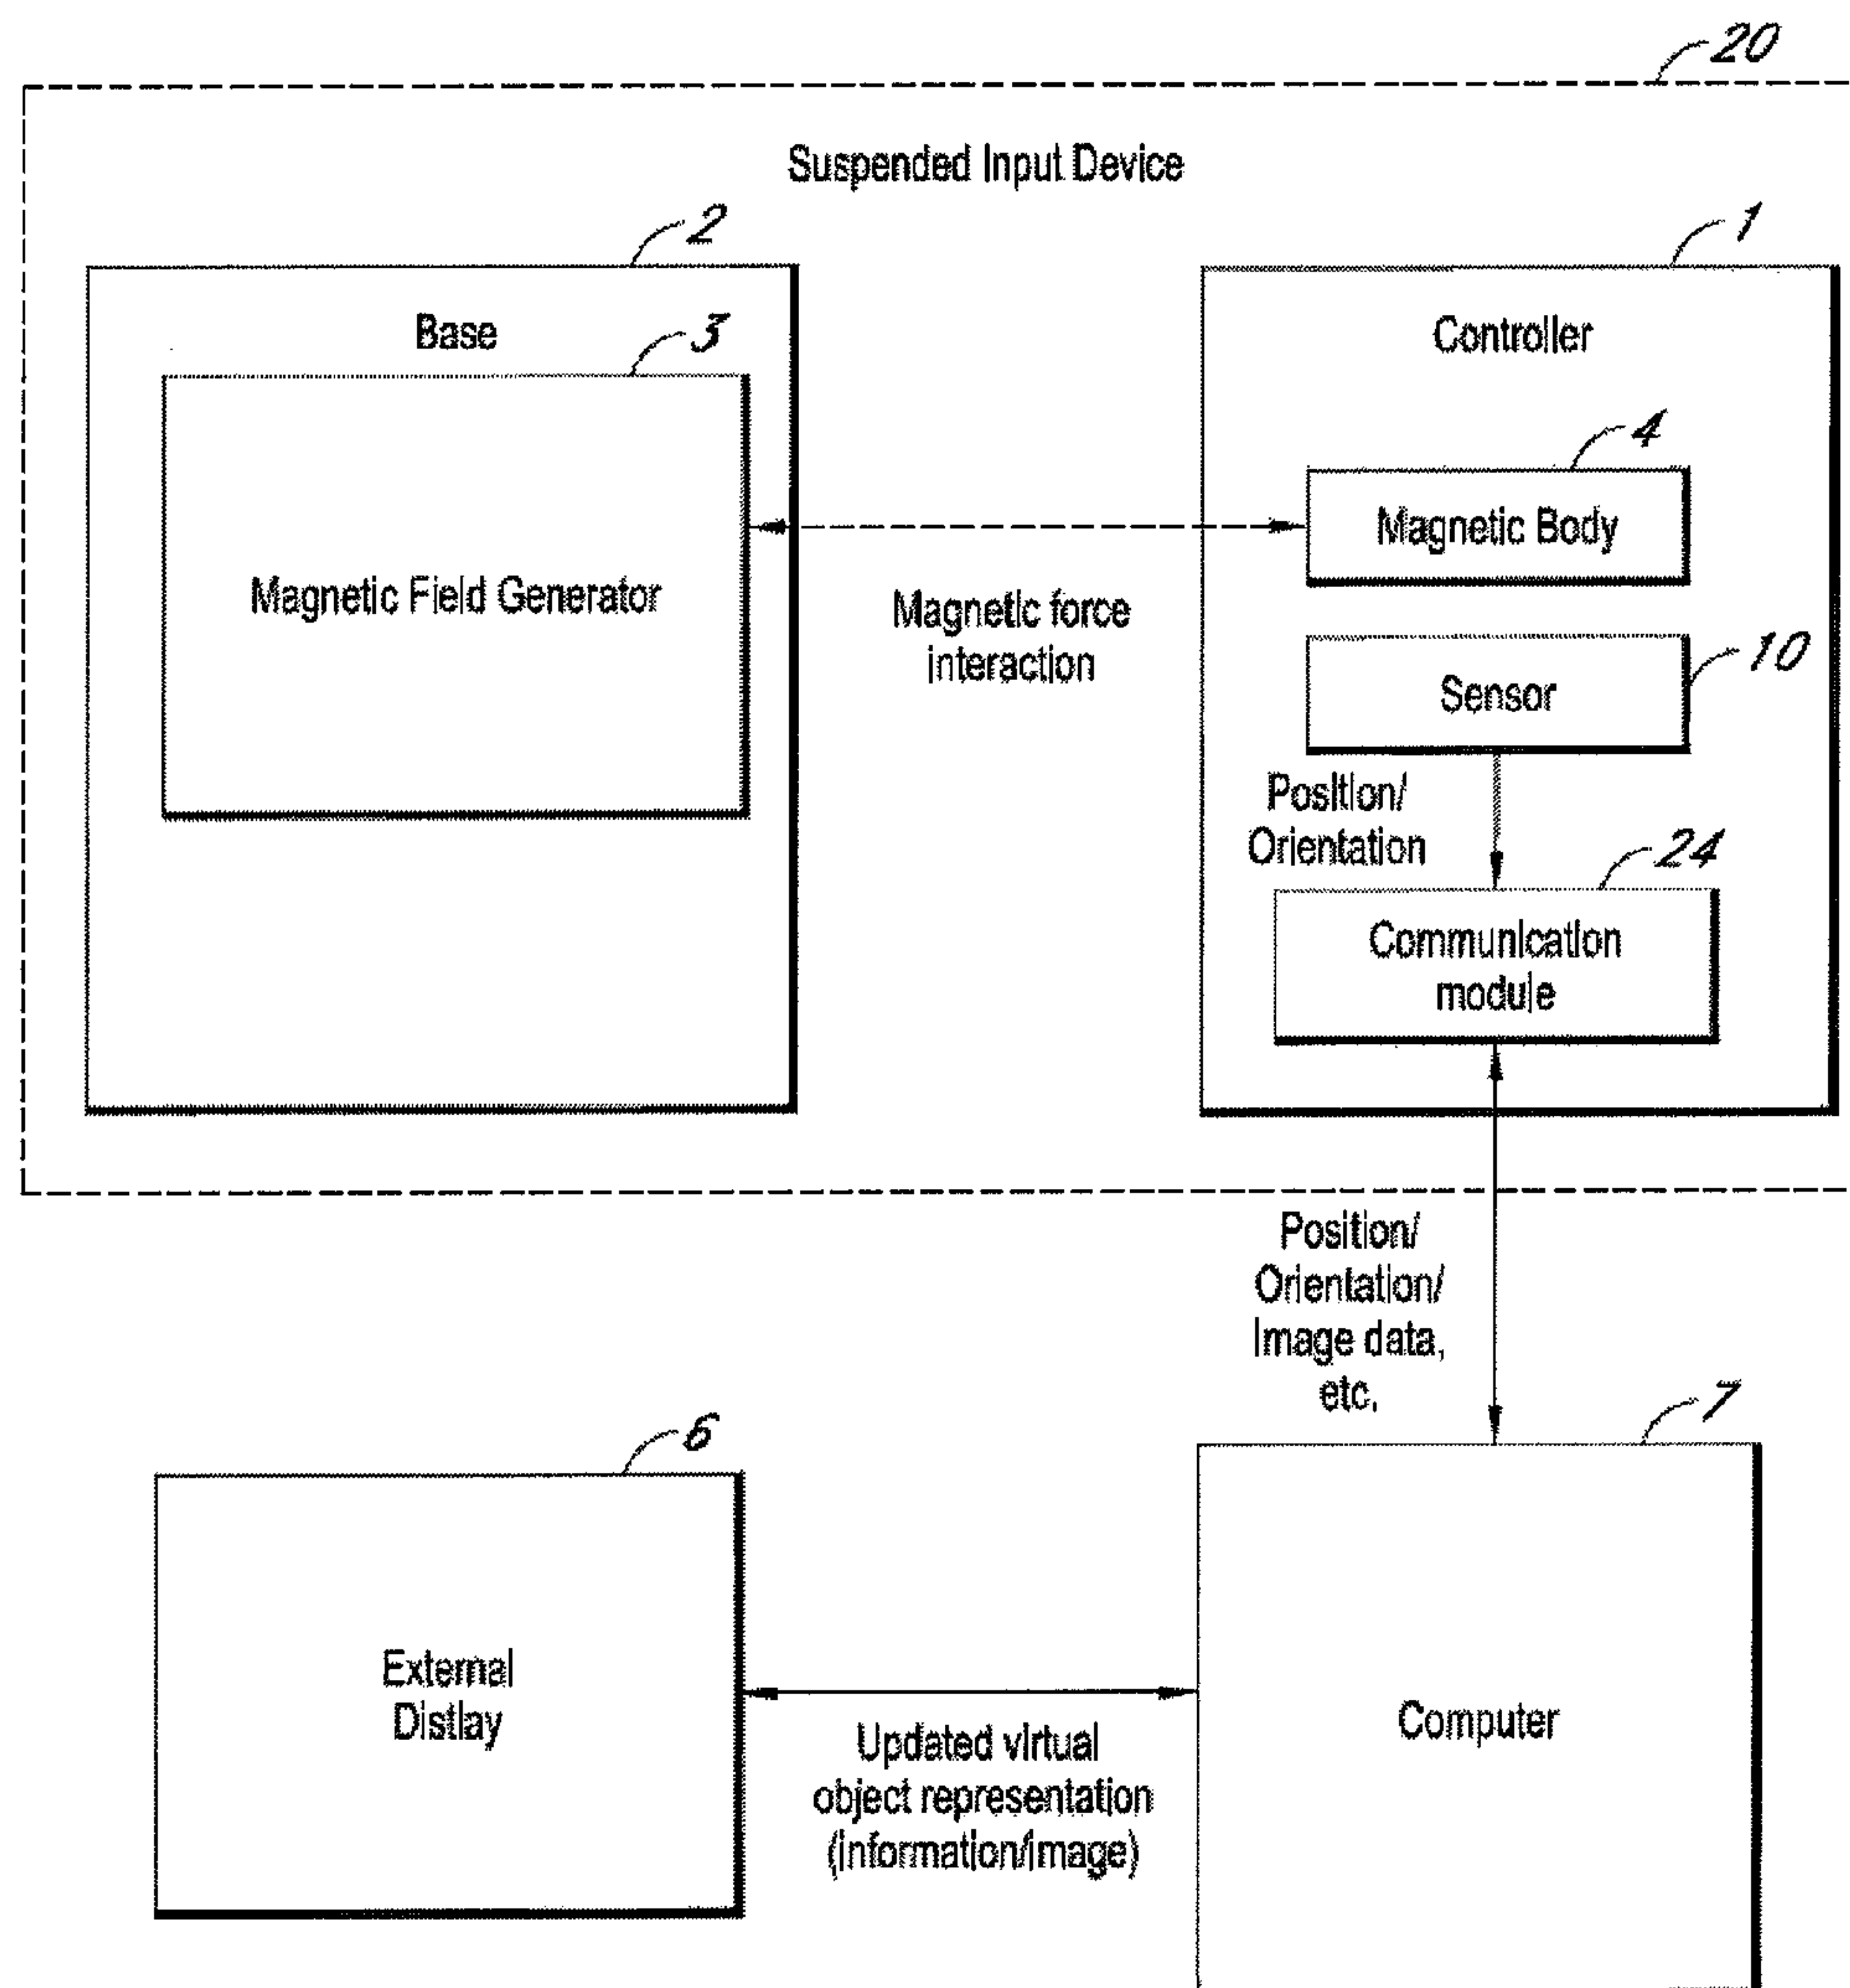 20
Suspended Input Device
2
1
Base
3
Controller
4
Magnetic Body
Magnetic Field Generator
Magnetic force
interaction
10
Sensor
Position/
Orientation
24
Communication
module
Position/
Orientation/
Image data,
etc.
7
6
External
Distlay
Computer
Updated virtual
object representation
(information/image)